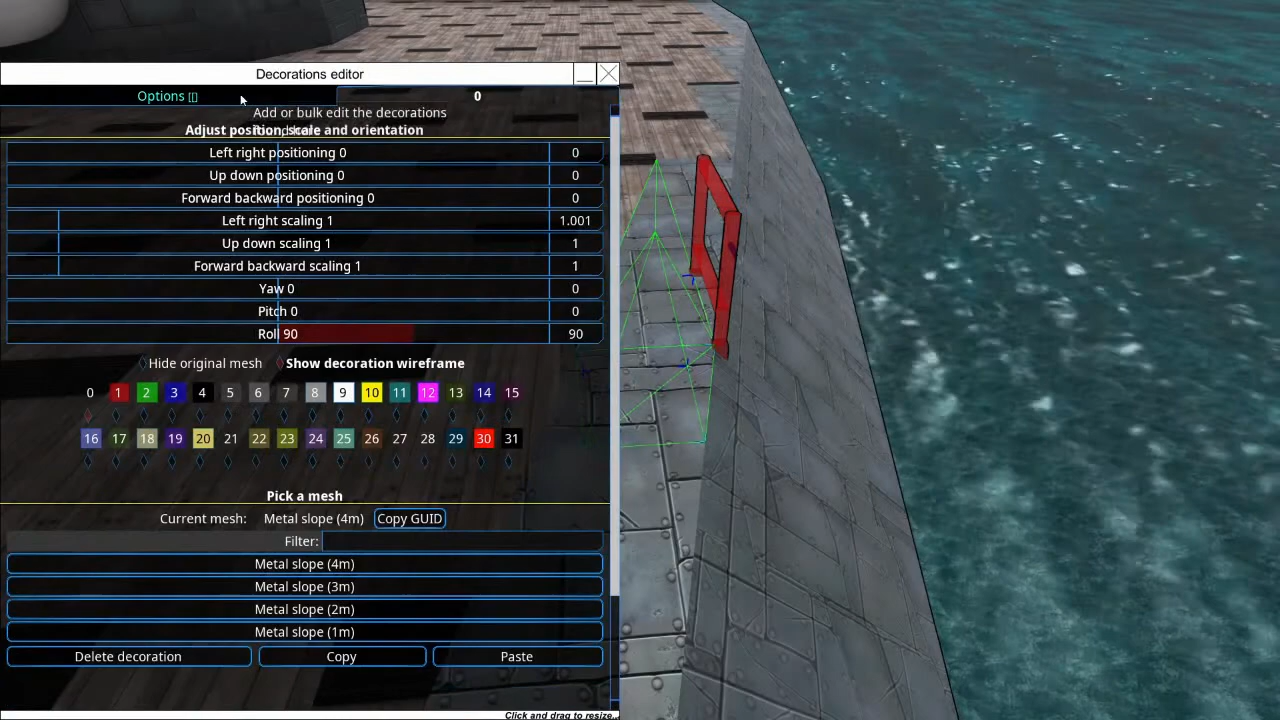 Decorations editor
Options [[]
0
Add or bulk edit the decorations
Adjust position, scale and orientation
Left right positioning 0 0
Up down positioning 0 0
Forward backward positioning 0 0
Left right scaling 1 1.001
Up down scaling 1 1
Forward backward scaling 1 1
Yaw 0 0
Pitch 0 0
Roll 90 90
Hide original mesh Show decoration wireframe
0 1 2 3 4 5 6 7 8 9 10 11 12 13 14 15
16 17 18 19 20 21 22 23 24 25 26 27 28 29 30 31
Pick a mesh
Current mesh: Metal slope (4m) Copy GUID
Filter:
Metal slope (4m)
Metal slope (3m)
Metal slope (2m)
Metal slope (1m)
Delete decoration Copy Paste
Click and drag to resize..